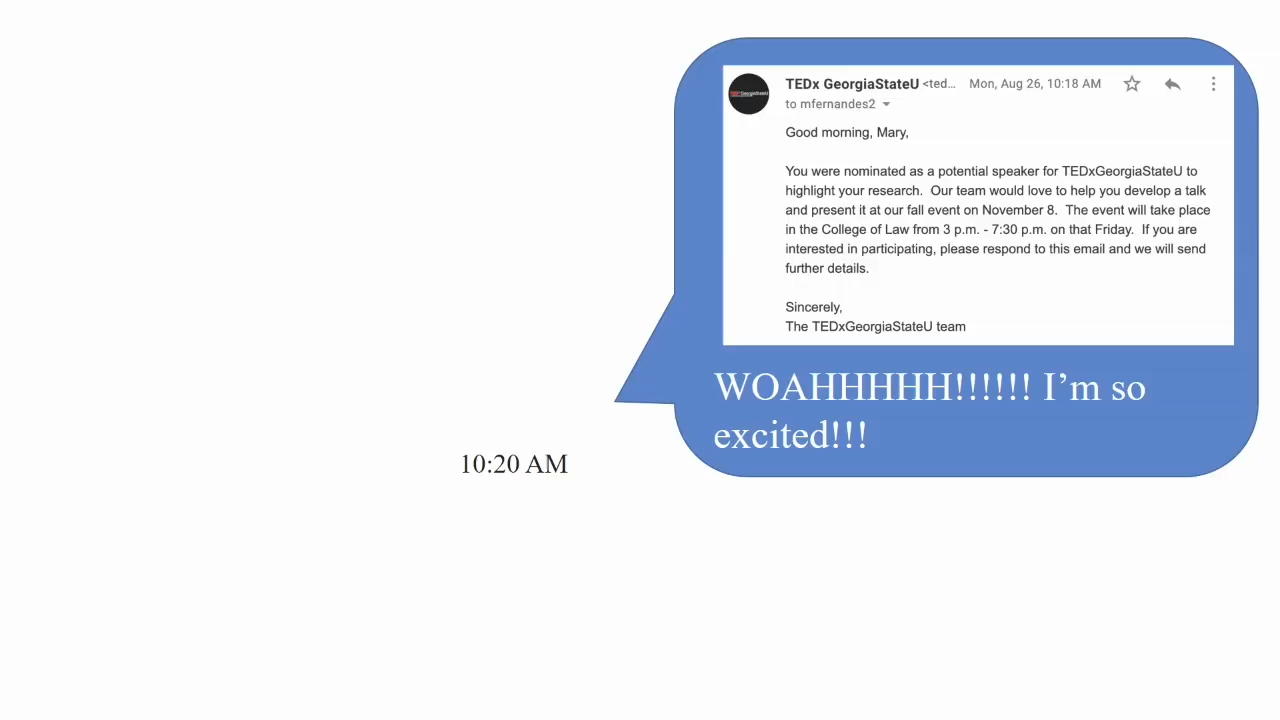 TEDx GeorgiaStateU <ted... Mon, Aug 26, 10:18 AM
to mfernandes2
Good morning, Mary,
You were nominated as a potential speaker for TEDxGeorgiaStateU to
highlight your research.  Our team would love to help you develop a talk
and present it at our fall event on November 8.  The event will take place
in the College of Law from 3 p.m. - 7:30 p.m. on that Friday.  If you are
interested in participating, please respond to this email and we will send
further details.
Sincerely,
The TEDxGeorgiaStateU team
WOAHHHHH!!!!!! I’m so
excited!!!
10:20 AM